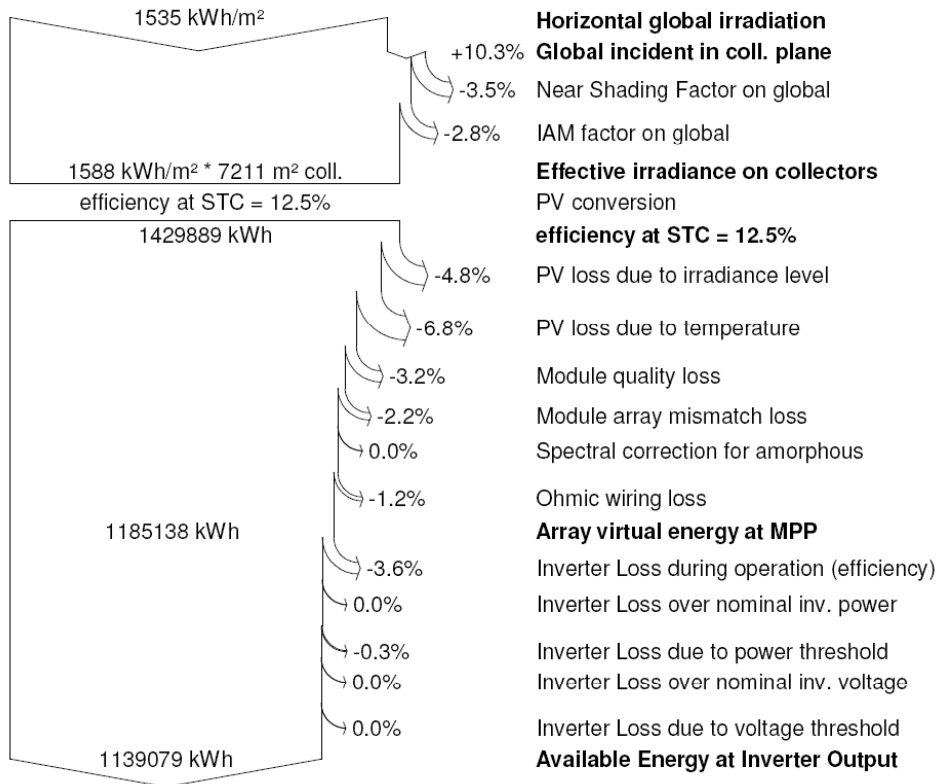 1535 kWh/m² Horizontal global irradiation
+10.3% Global incident in coll. plane
-3.5% Near Shading Factor on global
-2.8% IAM factor on global
1588 kWh/m² * 7211 m² coll. Effective irradiance on collectors
efficiency at STC = 12.5% PV conversion
1429889 kWh efficiency at STC = 12.5%
-4.8% PV loss due to irradiance level
-6.8% PV loss due to temperature
-3.2% Module quality loss
-2.2% Module array mismatch loss
0.0% Spectral correction for amorphous
-1.2% Ohmic wiring loss
1185138 kWh Array virtual energy at MPP
-3.6% Inverter Loss during operation (efficiency)
0.0% Inverter Loss over nominal inv. power
-0.3% Inverter Loss due to power threshold
0.0% Inverter Loss over nominal inv. voltage
0.0% Inverter Loss due to voltage threshold
1139079 kWh Available Energy at Inverter Output